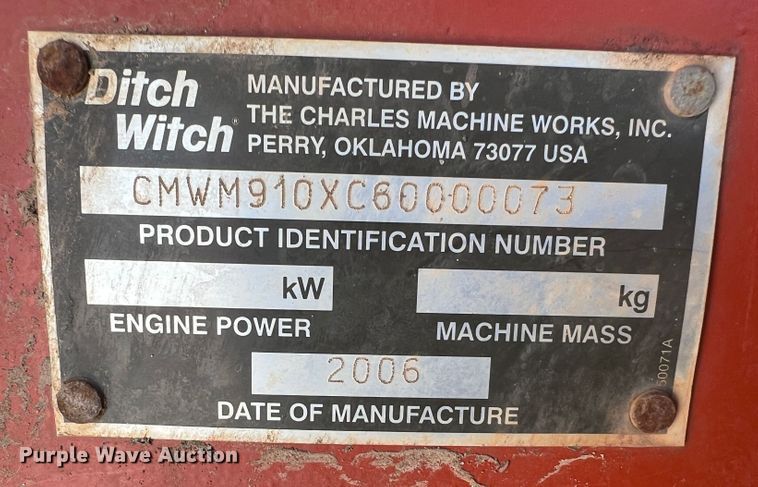 Ditch
Witch®
MANUFACTURED BY
THE CHARLES MACHINE WORKS, INC.
PERRY, OKLAHOMA 73077 USA
CMWM910XC60000073
PRODUCT IDENTIFICATION NUMBER
kW
ENGINE POWER
kg
MACHINE MASS
2006
DATE OF MANUFACTURE
Purple Wave Auction